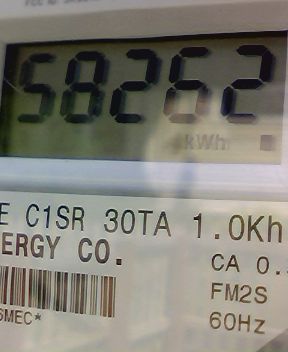 58262
kWh
E C1SR 30TA 1.0Kh
ERGY CO.
CA 0.
FM2S
SMEC*
60Hz